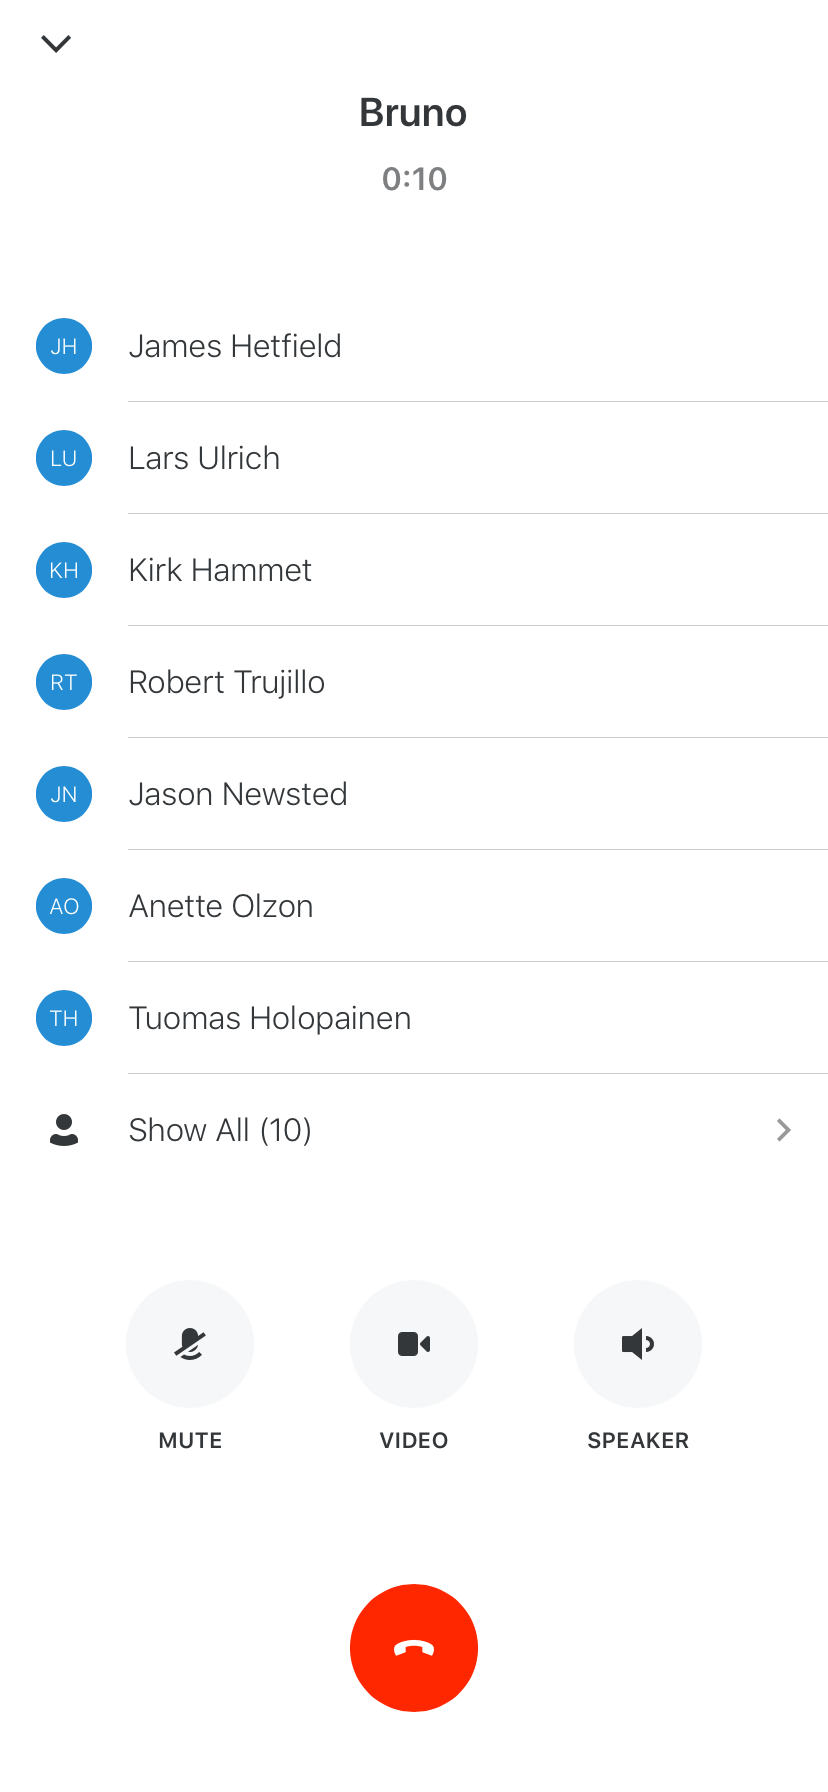 Bruno
0:10
JH James Hetfield
LU Lars Ulrich
KH Kirk Hammet
RT Robert Trujillo
JN Jason Newsted
AO Anette Olzon
TH Tuomas Holopainen
Show All (10)
MUTE VIDEO SPEAKER